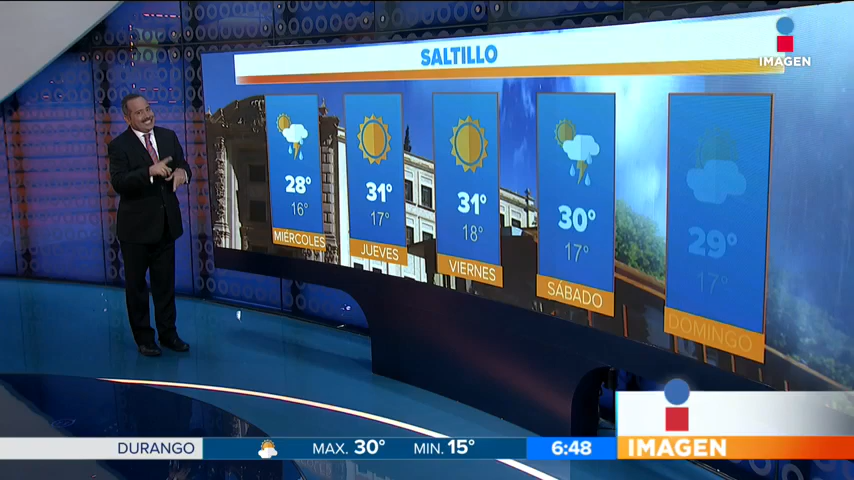 SALTILLO
IMAGEN
28°
16°
MIÉRCOLES
31°
17°
JUEVES
31°
18°
VIERNES
30°
17°
SÁBADO
29°
17°
DOMINGO
DURANGO MAX. 30° MIN. 15° 6:48
IMAGEN